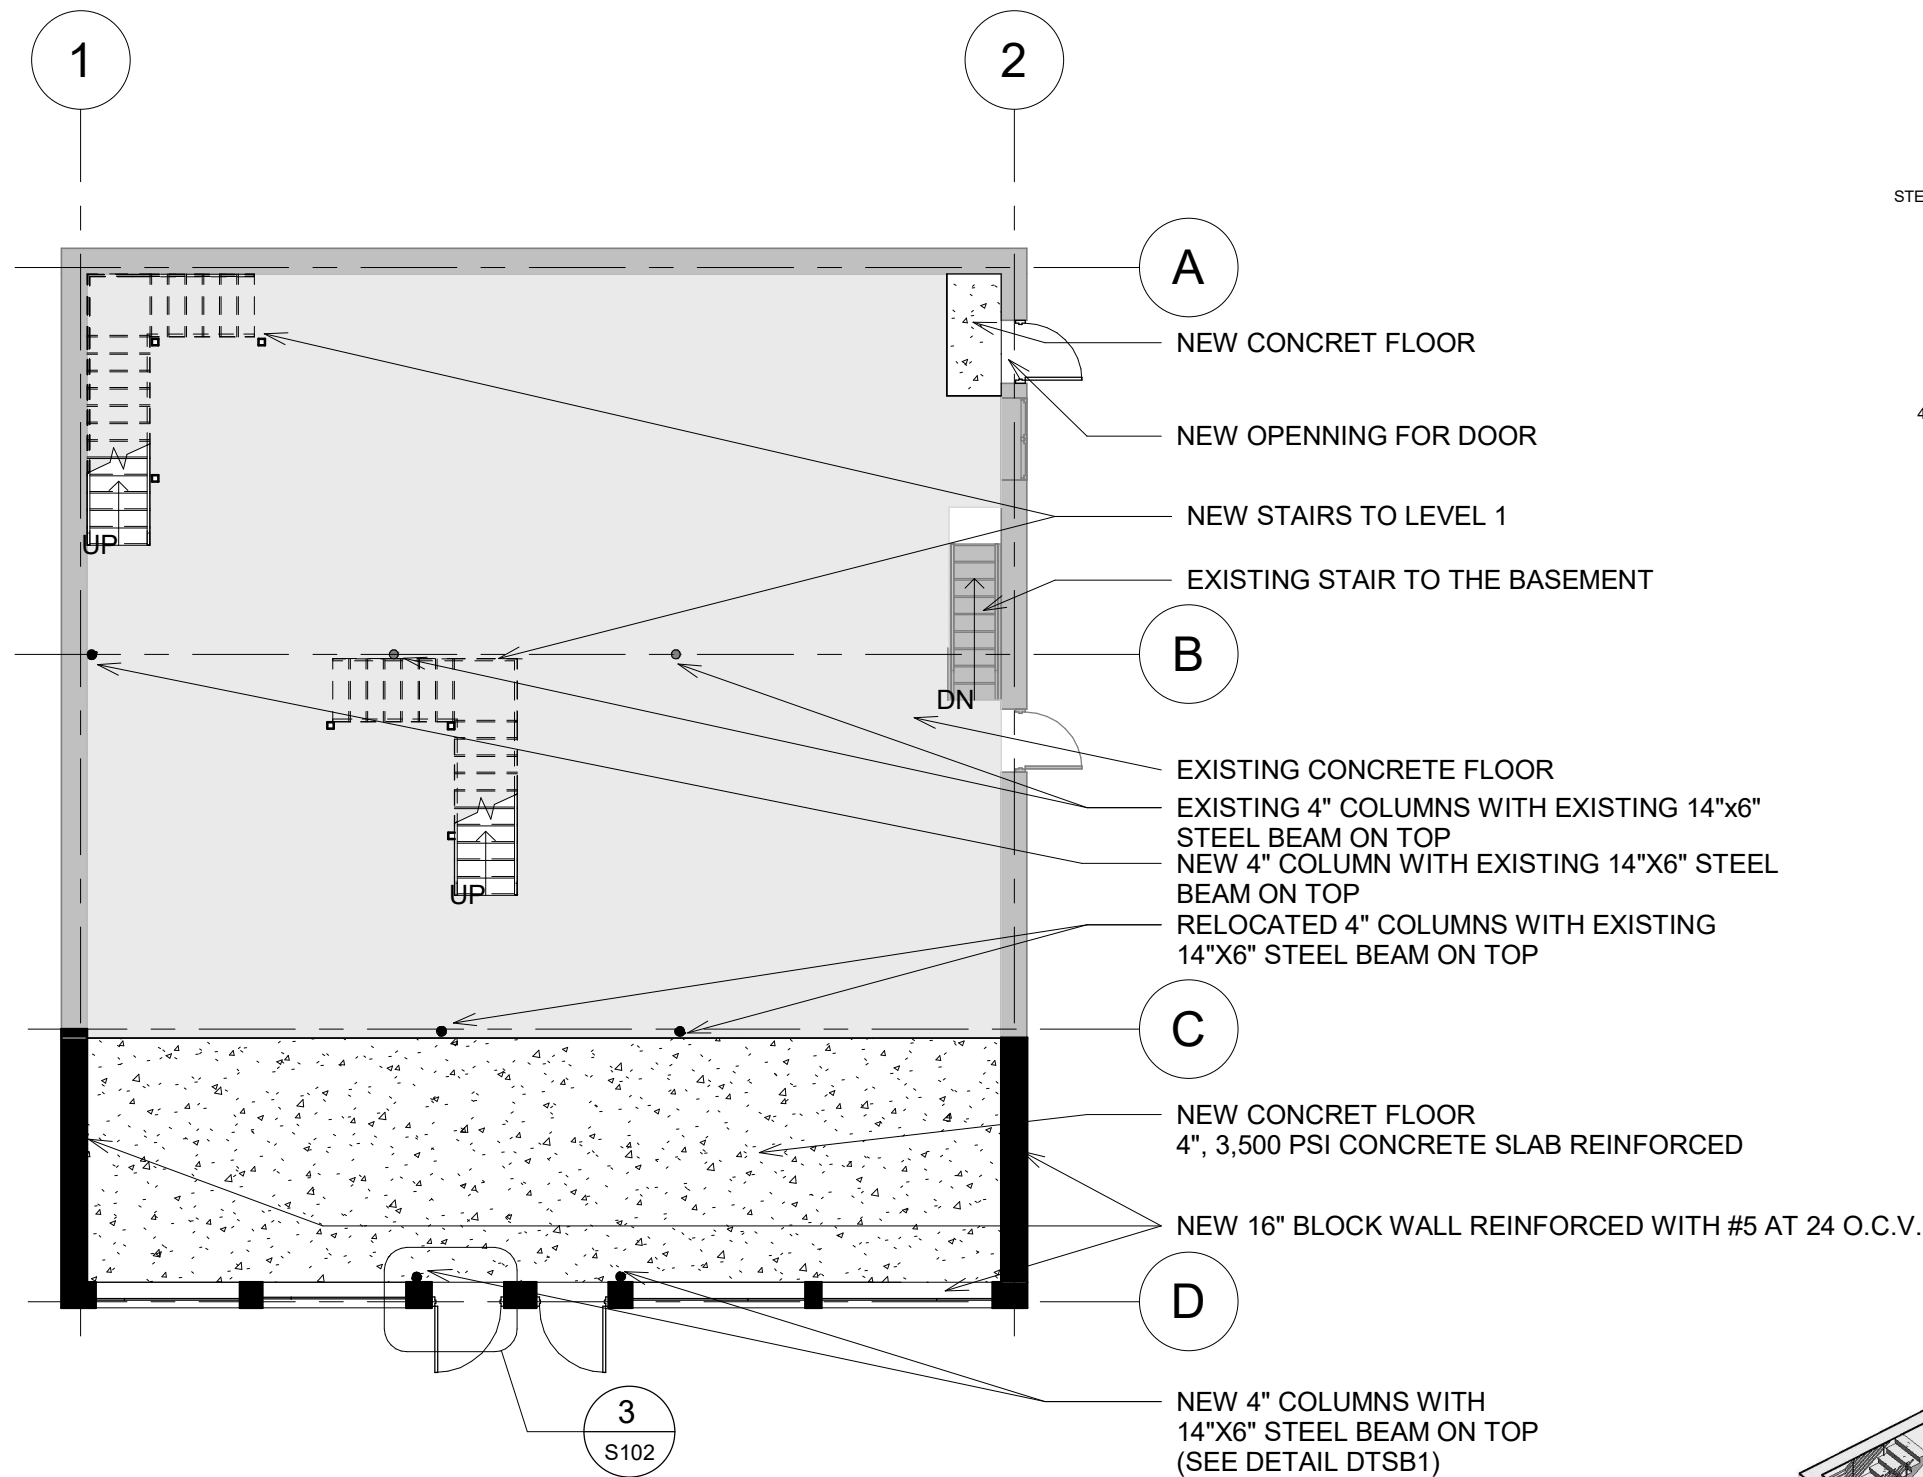 1
2
STE
A
NEW CONCRET FLOOR
4
NEW OPENNING FOR DOOR
NEW STAIRS TO LEVEL 1
UP
EXISTING STAIR TO THE BASEMENT
B
DN
EXISTING CONCRETE FLOOR
EXISTING 4" COLUMNS WITH EXISTING 14"x6"
STEEL BEAM ON TOP
NEW 4" COLUMN WITH EXISTING 14"X6" STEEL
BEAM ON TOP
UP
RELOCATED 4" COLUMNS WITH EXISTING
14"X6" STEEL BEAM ON TOP
C
NEW CONCRET FLOOR
4", 3,500 PSI CONCRETE SLAB REINFORCED
NEW 16" BLOCK WALL REINFORCED WITH #5 AT 24 O.C.V.
D
NEW 4" COLUMNS WITH
14"X6" STEEL BEAM ON TOP
(SEE DETAIL DTSB1)
3
S102